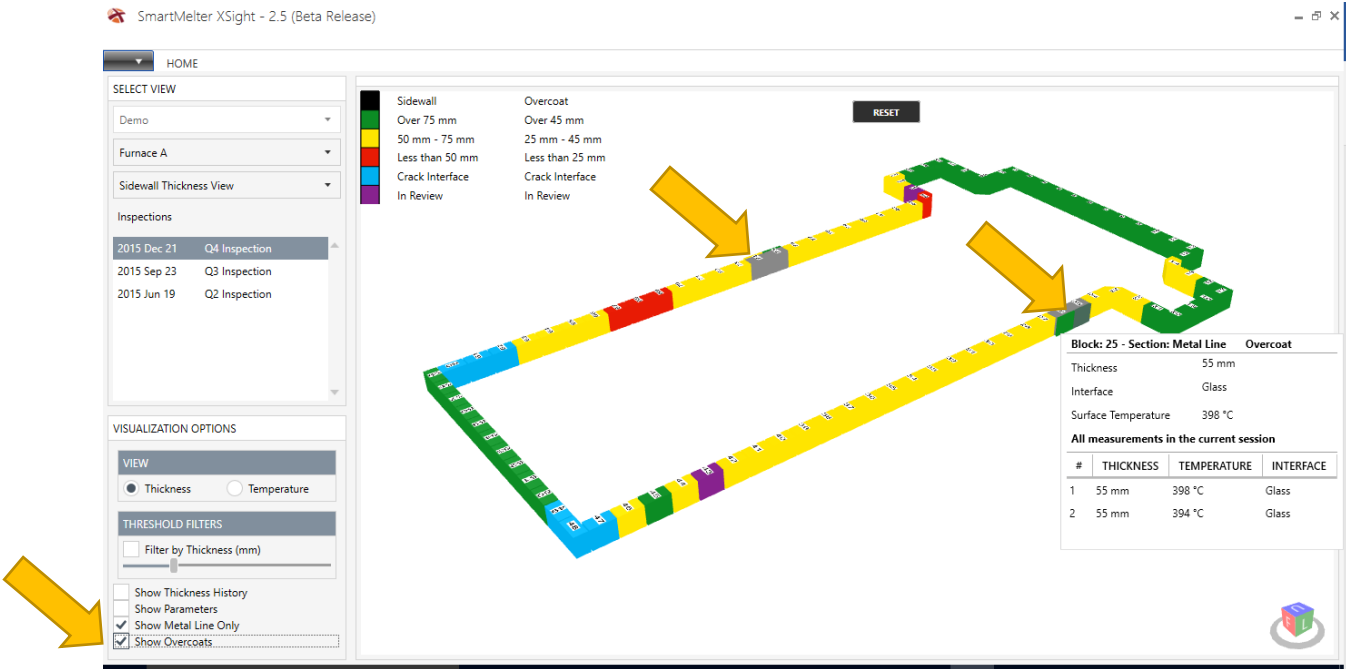 SmartMelter XSight - 2.5 (Beta Release)
HOME
SELECT VIEW
Demo
Furnace A
Sidewall Thickness View
Inspections
2015 Dec 21 Q4 Inspection
2015 Sep 23 Q3 Inspection
2015 Jun 19 Q2 Inspection
VISUALIZATION OPTIONS
VIEW
Thickness Temperature
THRESHOLD FILTERS
Filter by Thickness (mm)
Show Thickness History
Show Parameters
Show Metal Line Only
Show Overcoats
Sidewall Overcoat
Over 75 mm Over 45 mm
50 mm - 75 mm 25 mm - 45 mm
Less than 50 mm Less than 25 mm
Crack Interface Crack Interface
In Review In Review
RESET
Block: 25 - Section: Metal Line Overcoat
Thickness 55 mm
Interface Glass
Surface Temperature 398 °C
All measurements in the current session
# THICKNESS TEMPERATURE INTERFACE
1 55 mm 398 °C Glass
2 55 mm 394 °C Glass